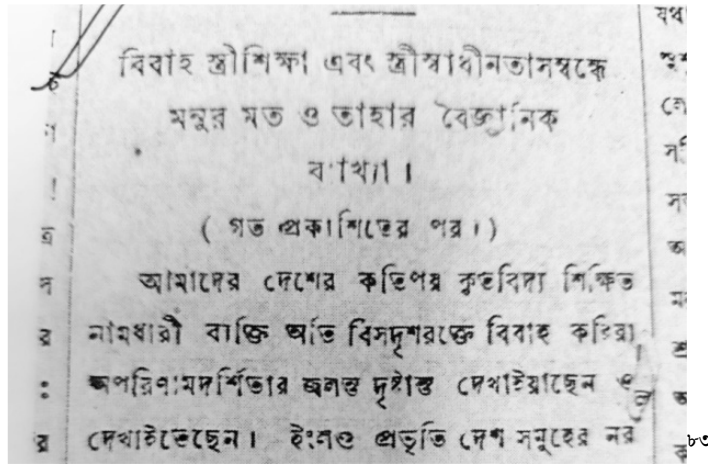 বিবাহ স্ত্রীশিক্ষা এবং স্ত্রীস্বাধীনতাসম্বন্ধে
মনুর মত ও তাহার বৈজ্ঞানিক
ব্যাখ্যা।
( গত প্রকাশিতের পর। )
আমাদের দেশের কতিপয় কৃতবিদ্য শিক্ষিত
নামধারী ব্যক্তি অতি বিসদৃশরক্তে বিবাহ করিয়া
অপরিণামদর্শিতার জলন্ত দৃষ্টান্ত দেখাইয়াছেন ও
দেখাইতেছেন। ইংলণ্ড প্রভৃতি দেশ সমূহের নর
৮৩